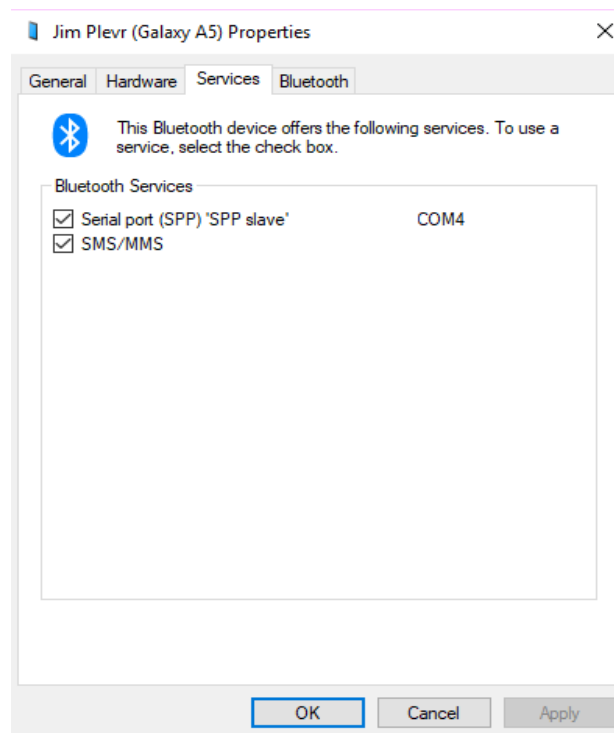 Jim Plevr (Galaxy A5) Properties
General Hardware Services Bluetooth
This Bluetooth device offers the following services. To use a
service, select the check box.
Bluetooth Services
Serial port (SPP) 'SPP slave' COM4
SMS/MMS
OK Cancel Apply